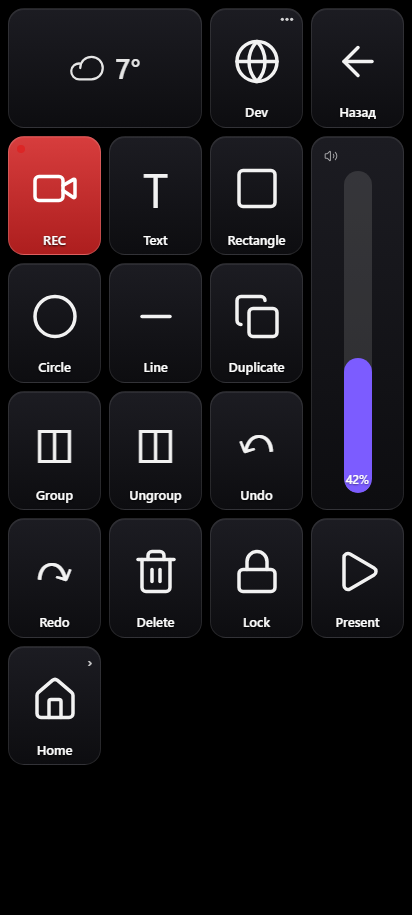 7°
Dev
Назад
REC
Text
Rectangle
Circle
Line
Duplicate
42%
Group
Ungroup
Undo
Redo
Delete
Lock
Present
Home